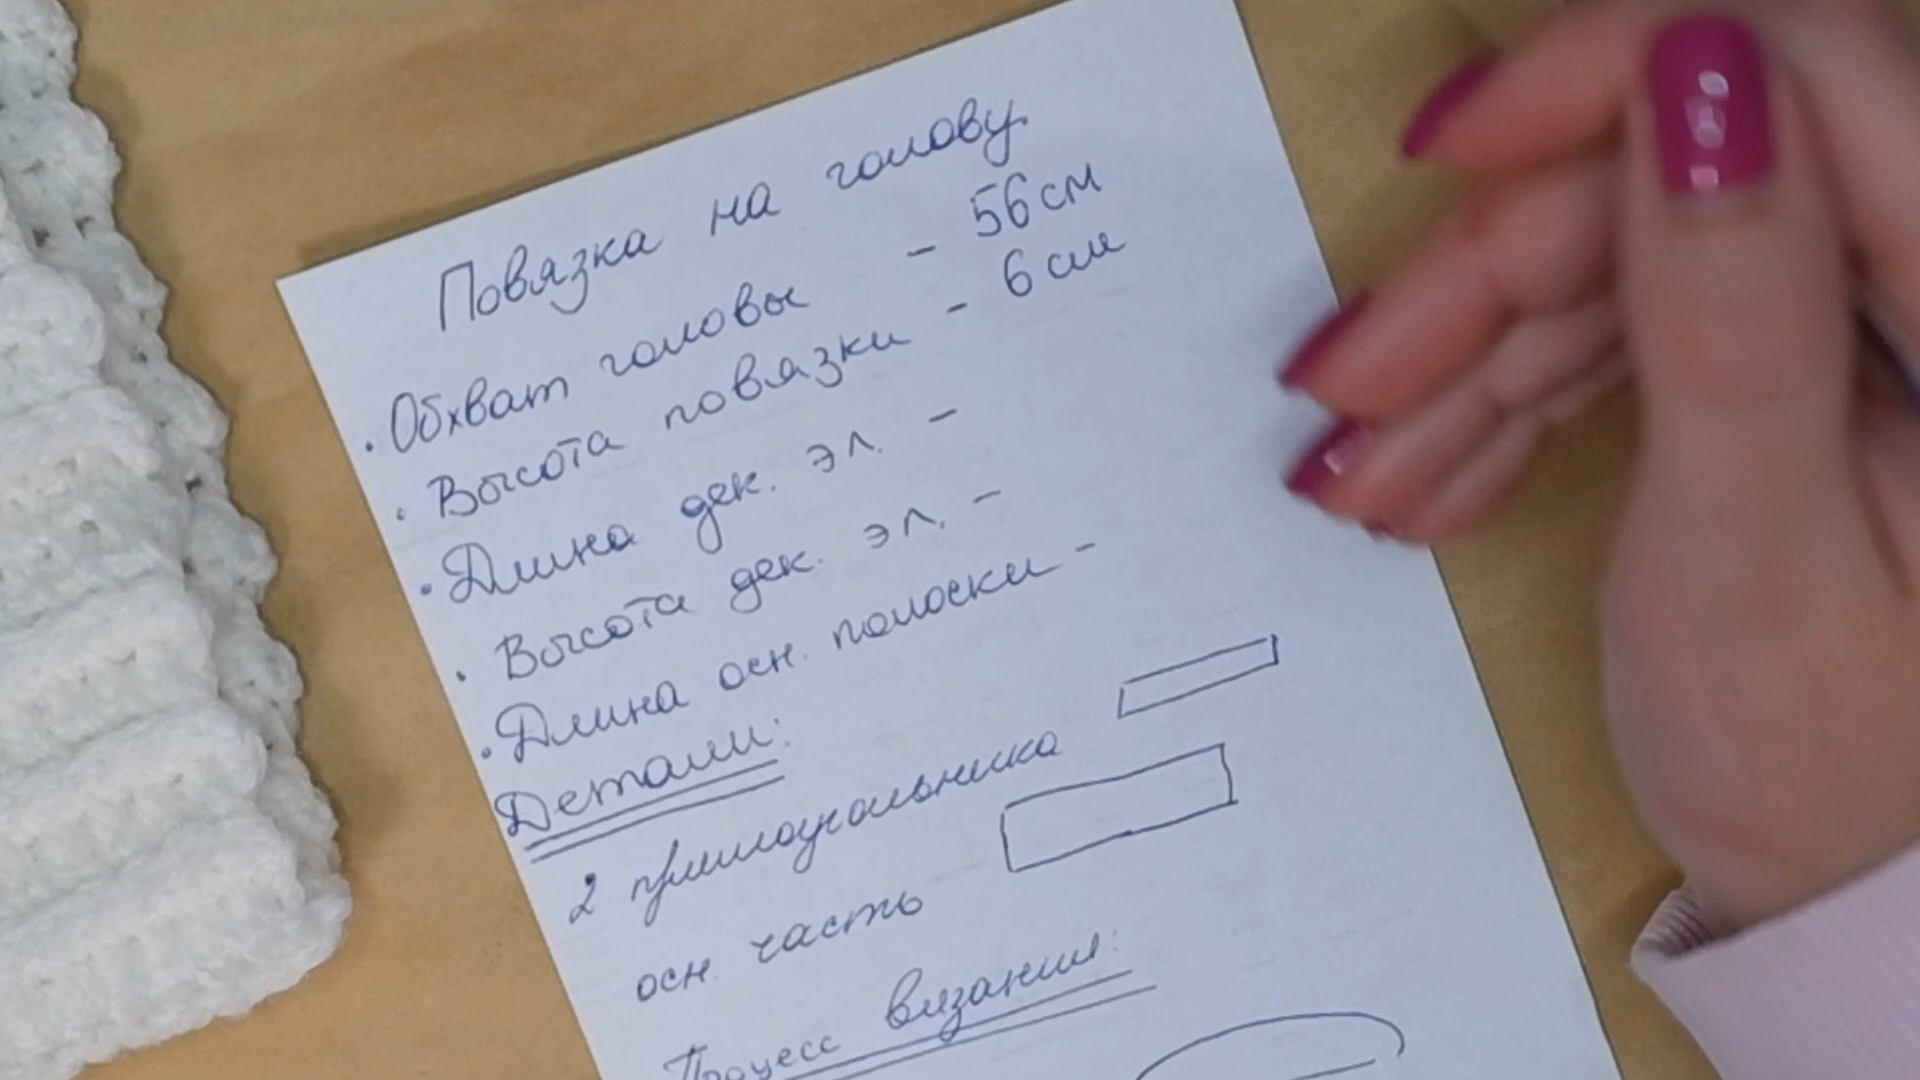 Повязка на голову
· Обхват головы - 56 см
· Высота повязки - 6 см
· Длина дек. эл. -
· Высота дек. эл. -
· Длина осн. полоски -
Детали:
2 прямоугольника
осн. часть
Процесс вязания: